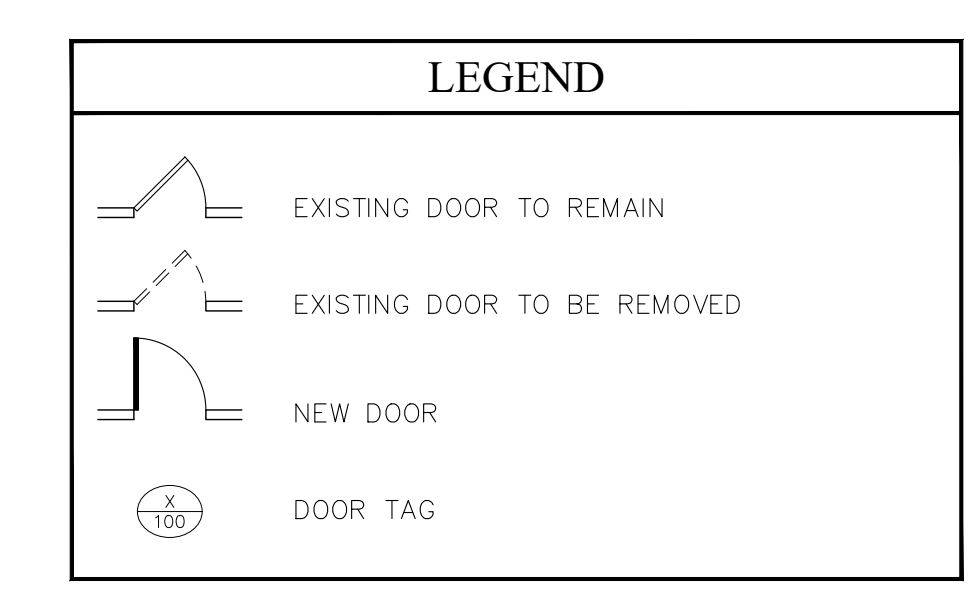 LEGEND
EXISTING DOOR TO REMAIN
EXISTING DOOR TO BE REMOVED
NEW DOOR
X
100
DOOR TAG